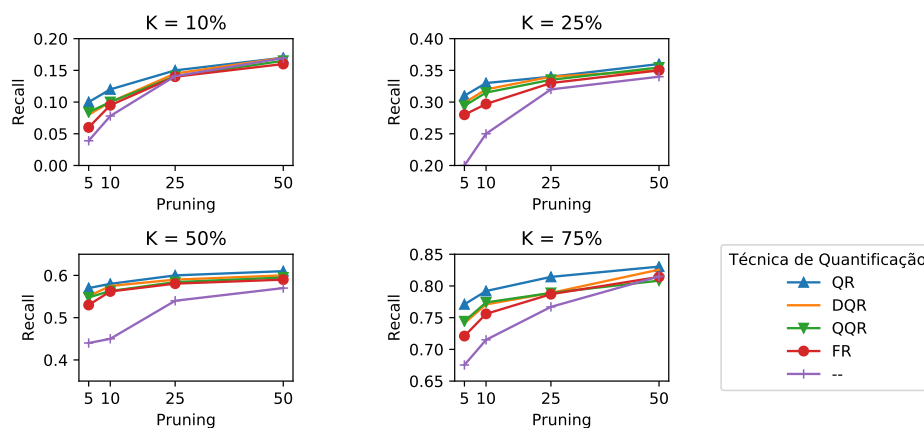 K = 10%
Recall
0.20
0.15
0.10
0.05
0.00
5 10 25 50
Pruning
K = 25%
Recall
0.40
0.35
0.30
0.25
0.20
5 10 25 50
Pruning
K = 50%
Recall
0.6
0.5
0.4
5 10 25 50
Pruning
K = 75%
Recall
0.85
0.80
0.75
0.70
0.65
5 10 25 50
Pruning
Técnica de Quantificação
QR
DQR
QQR
FR
--